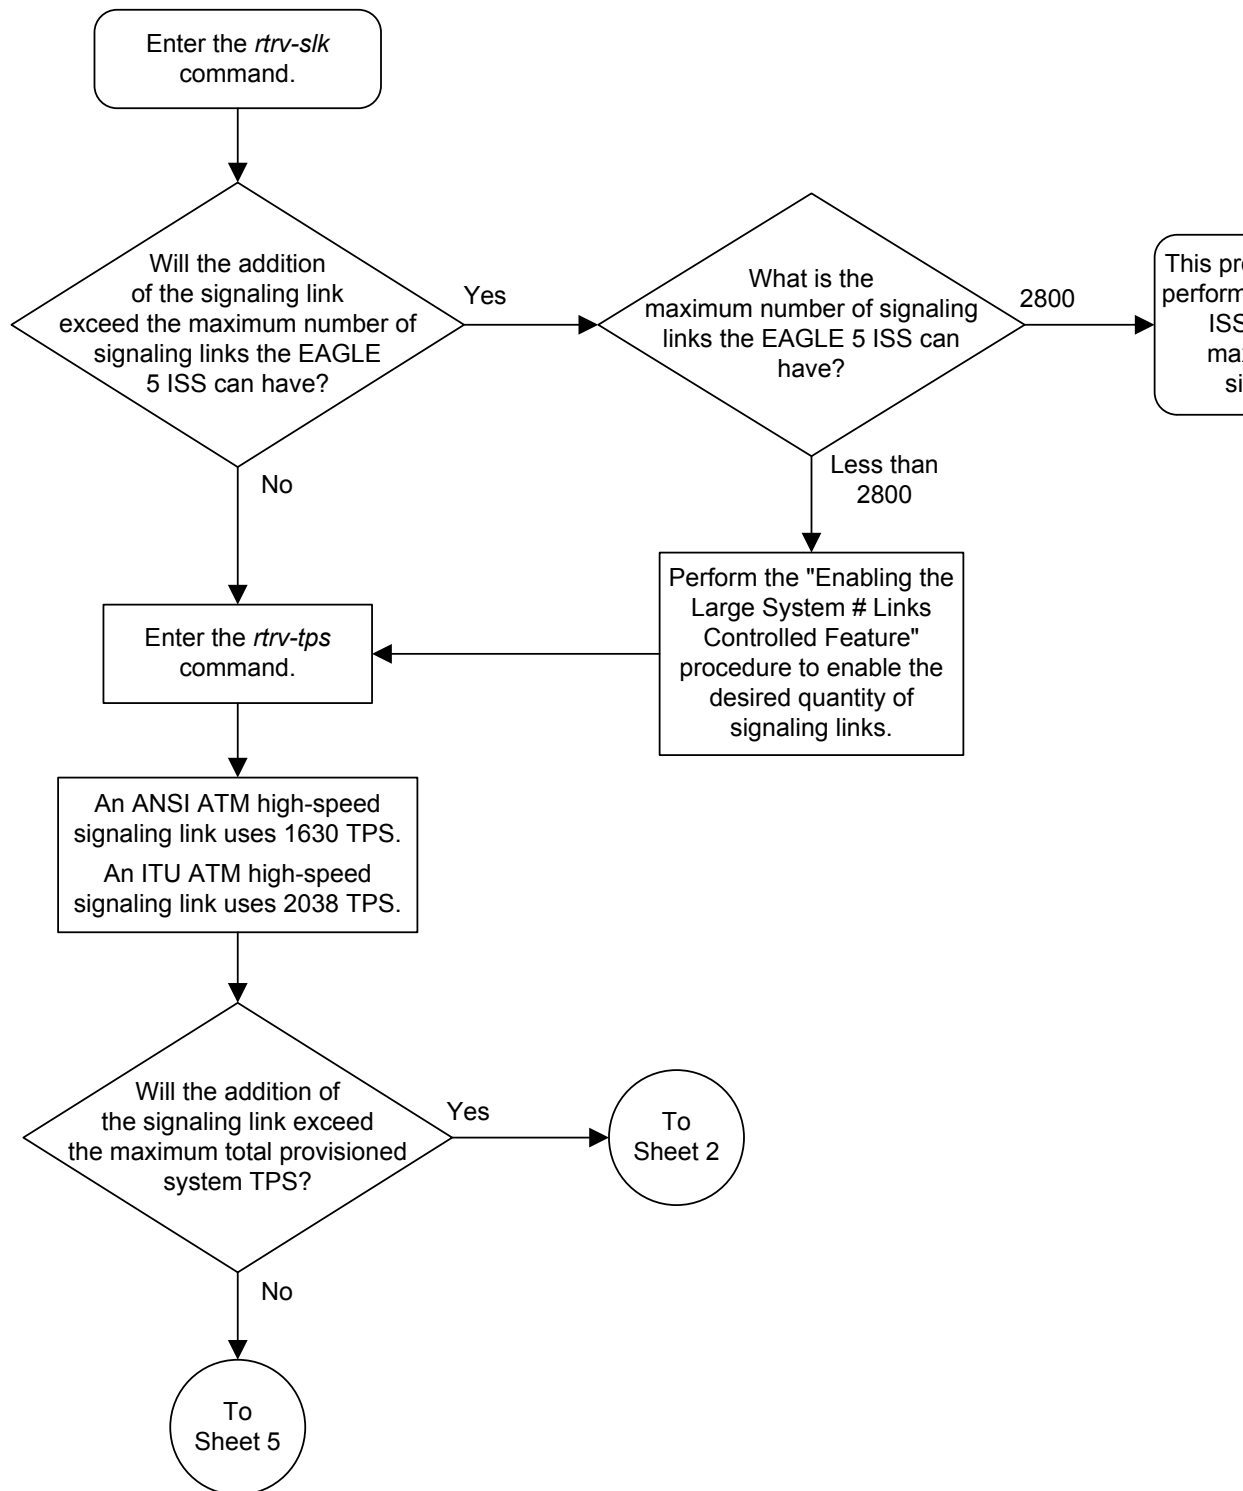 Enter the rtrv-slk
command.
Will the addition
of the signaling link
exceed the maximum number of
signaling links the EAGLE
5 ISS can have?
Yes
What is the
maximum number of signaling
links the EAGLE 5 ISS can
have?
2800
This
ISS
No
Less than
2800
Perform the "Enabling the
Large System # Links
Controlled Feature"
procedure to enable the
desired quantity of
signaling links.
Enter the rtrv-tps
command.
An ANSI ATM high-speed
signaling link uses 1630 TPS.
An ITU ATM high-speed
signaling link uses 2038 TPS.
Will the addition of
the signaling link exceed
the maximum total provisioned
system TPS?
Yes
To
Sheet 2
No
To
Sheet 5